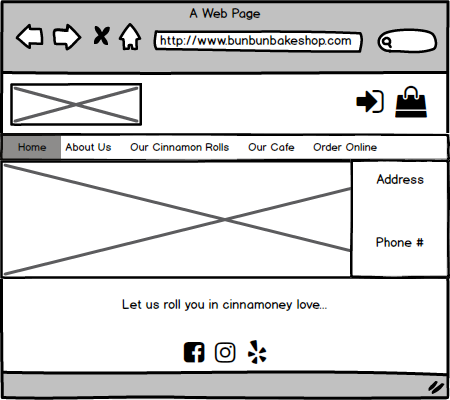 A Web Page
http://www.bunbunbakeshop.com
Home About Us Our Cinnamon Rolls Our Cafe Order Online
Address
Phone #
Let us roll you in cinnamoney love...